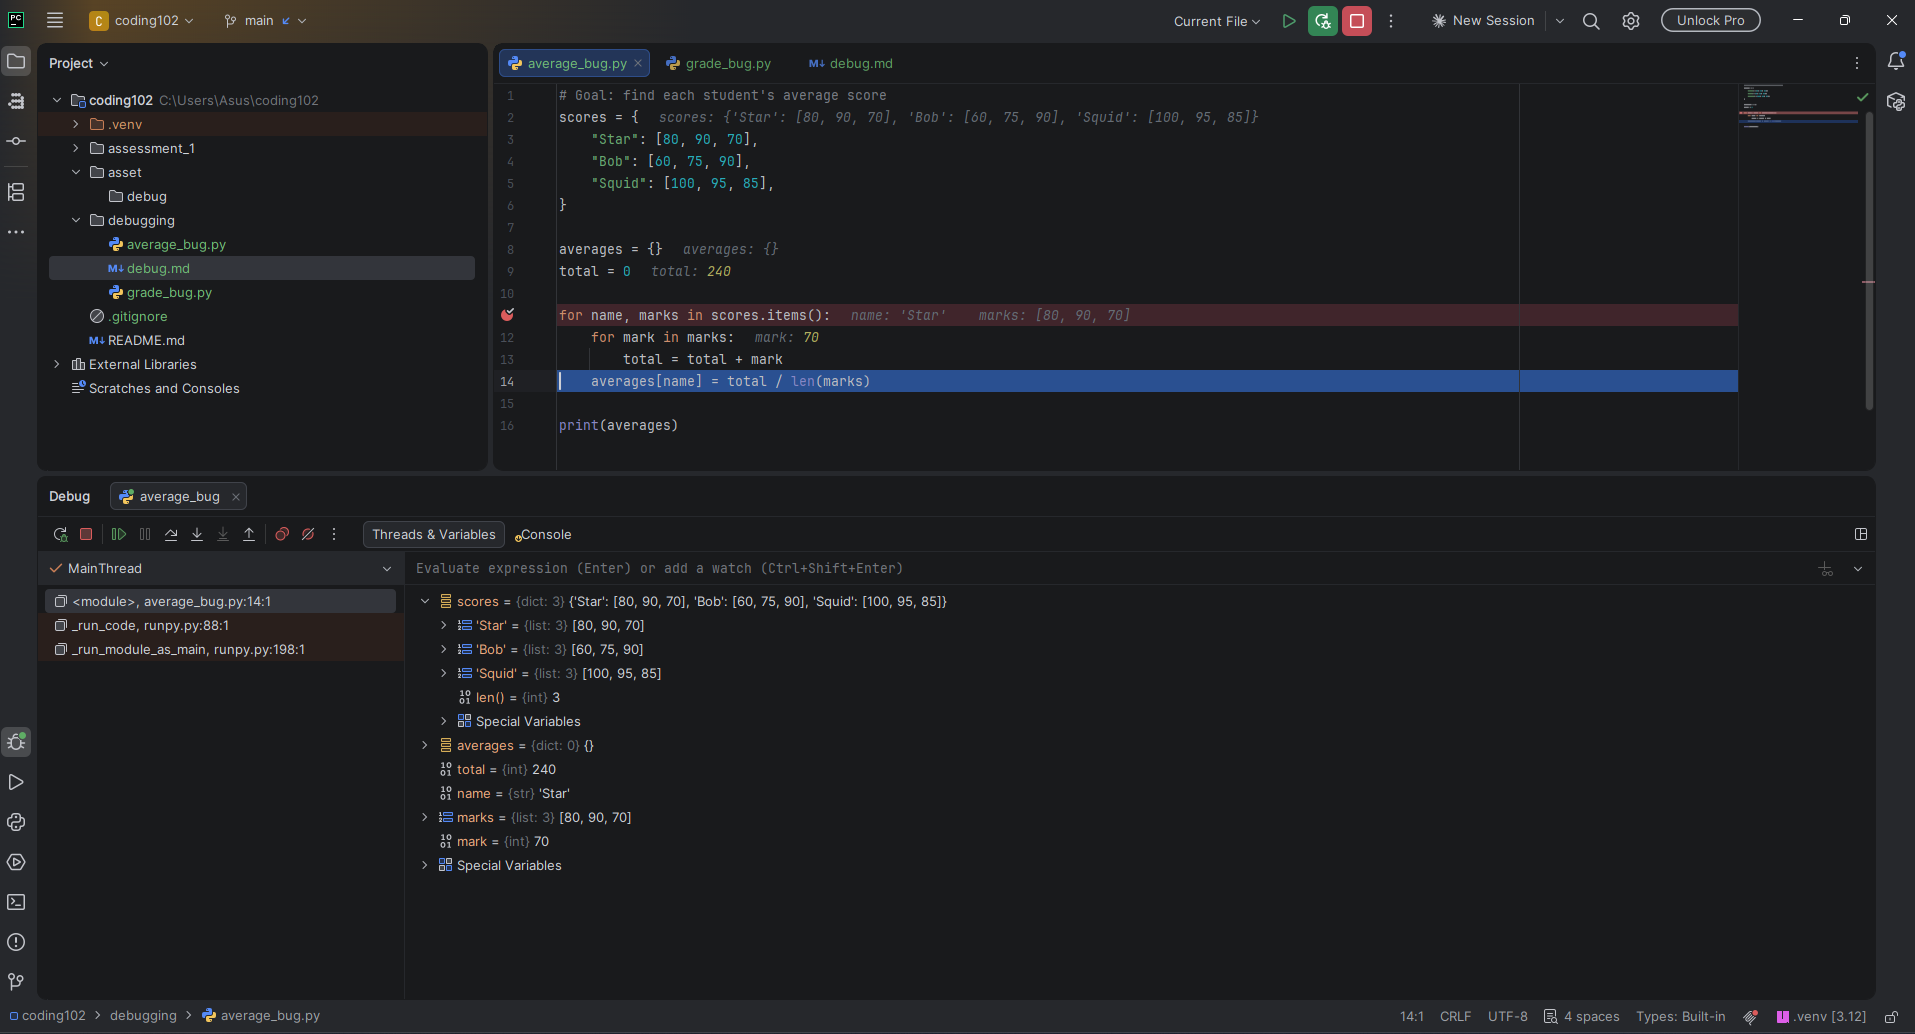 PC
C coding102
main
Current File
New Session
Unlock Pro
Project
coding102 C:\Users\Asus\coding102
.venv
assessment_1
asset
debug
debugging
average_bug.py
M↓ debug.md
grade_bug.py
.gitignore
M↓ README.md
External Libraries
Scratches and Consoles
average_bug.py
grade_bug.py
M↓ debug.md
1 # Goal: find each student's average score
2 scores = { scores: {'Star': [80, 90, 70], 'Bob': [60, 75, 90], 'Squid': [100, 95, 85]}
3 "Star": [80, 90, 70],
4 "Bob": [60, 75, 90],
5 "Squid": [100, 95, 85],
6 }
7
8 averages = {} averages: {}
9 total = 0 total: 240
10
for name, marks in scores.items(): name: 'Star' marks: [80, 90, 70]
12 for mark in marks: mark: 70
13 total = total + mark
14 averages[name] = total / len(marks)
15
16 print(averages)
Debug
average_bug
Threads & Variables
Console
MainThread
<module>, average_bug.py:14:1
_run_code, runpy.py:88:1
_run_module_as_main, runpy.py:198:1
Evaluate expression (Enter) or add a watch (Ctrl+Shift+Enter)
scores = {dict: 3} {'Star': [80, 90, 70], 'Bob': [60, 75, 90], 'Squid': [100, 95, 85]}
'Star' = {list: 3} [80, 90, 70]
'Bob' = {list: 3} [60, 75, 90]
'Squid' = {list: 3} [100, 95, 85]
len() = {int} 3
Special Variables
averages = {dict: 0} {}
total = {int} 240
name = {str} 'Star'
marks = {list: 3} [80, 90, 70]
mark = {int} 70
Special Variables
coding102 > debugging > average_bug.py
14:1 CRLF UTF-8 4 spaces Types: Built-in .venv [3.12]